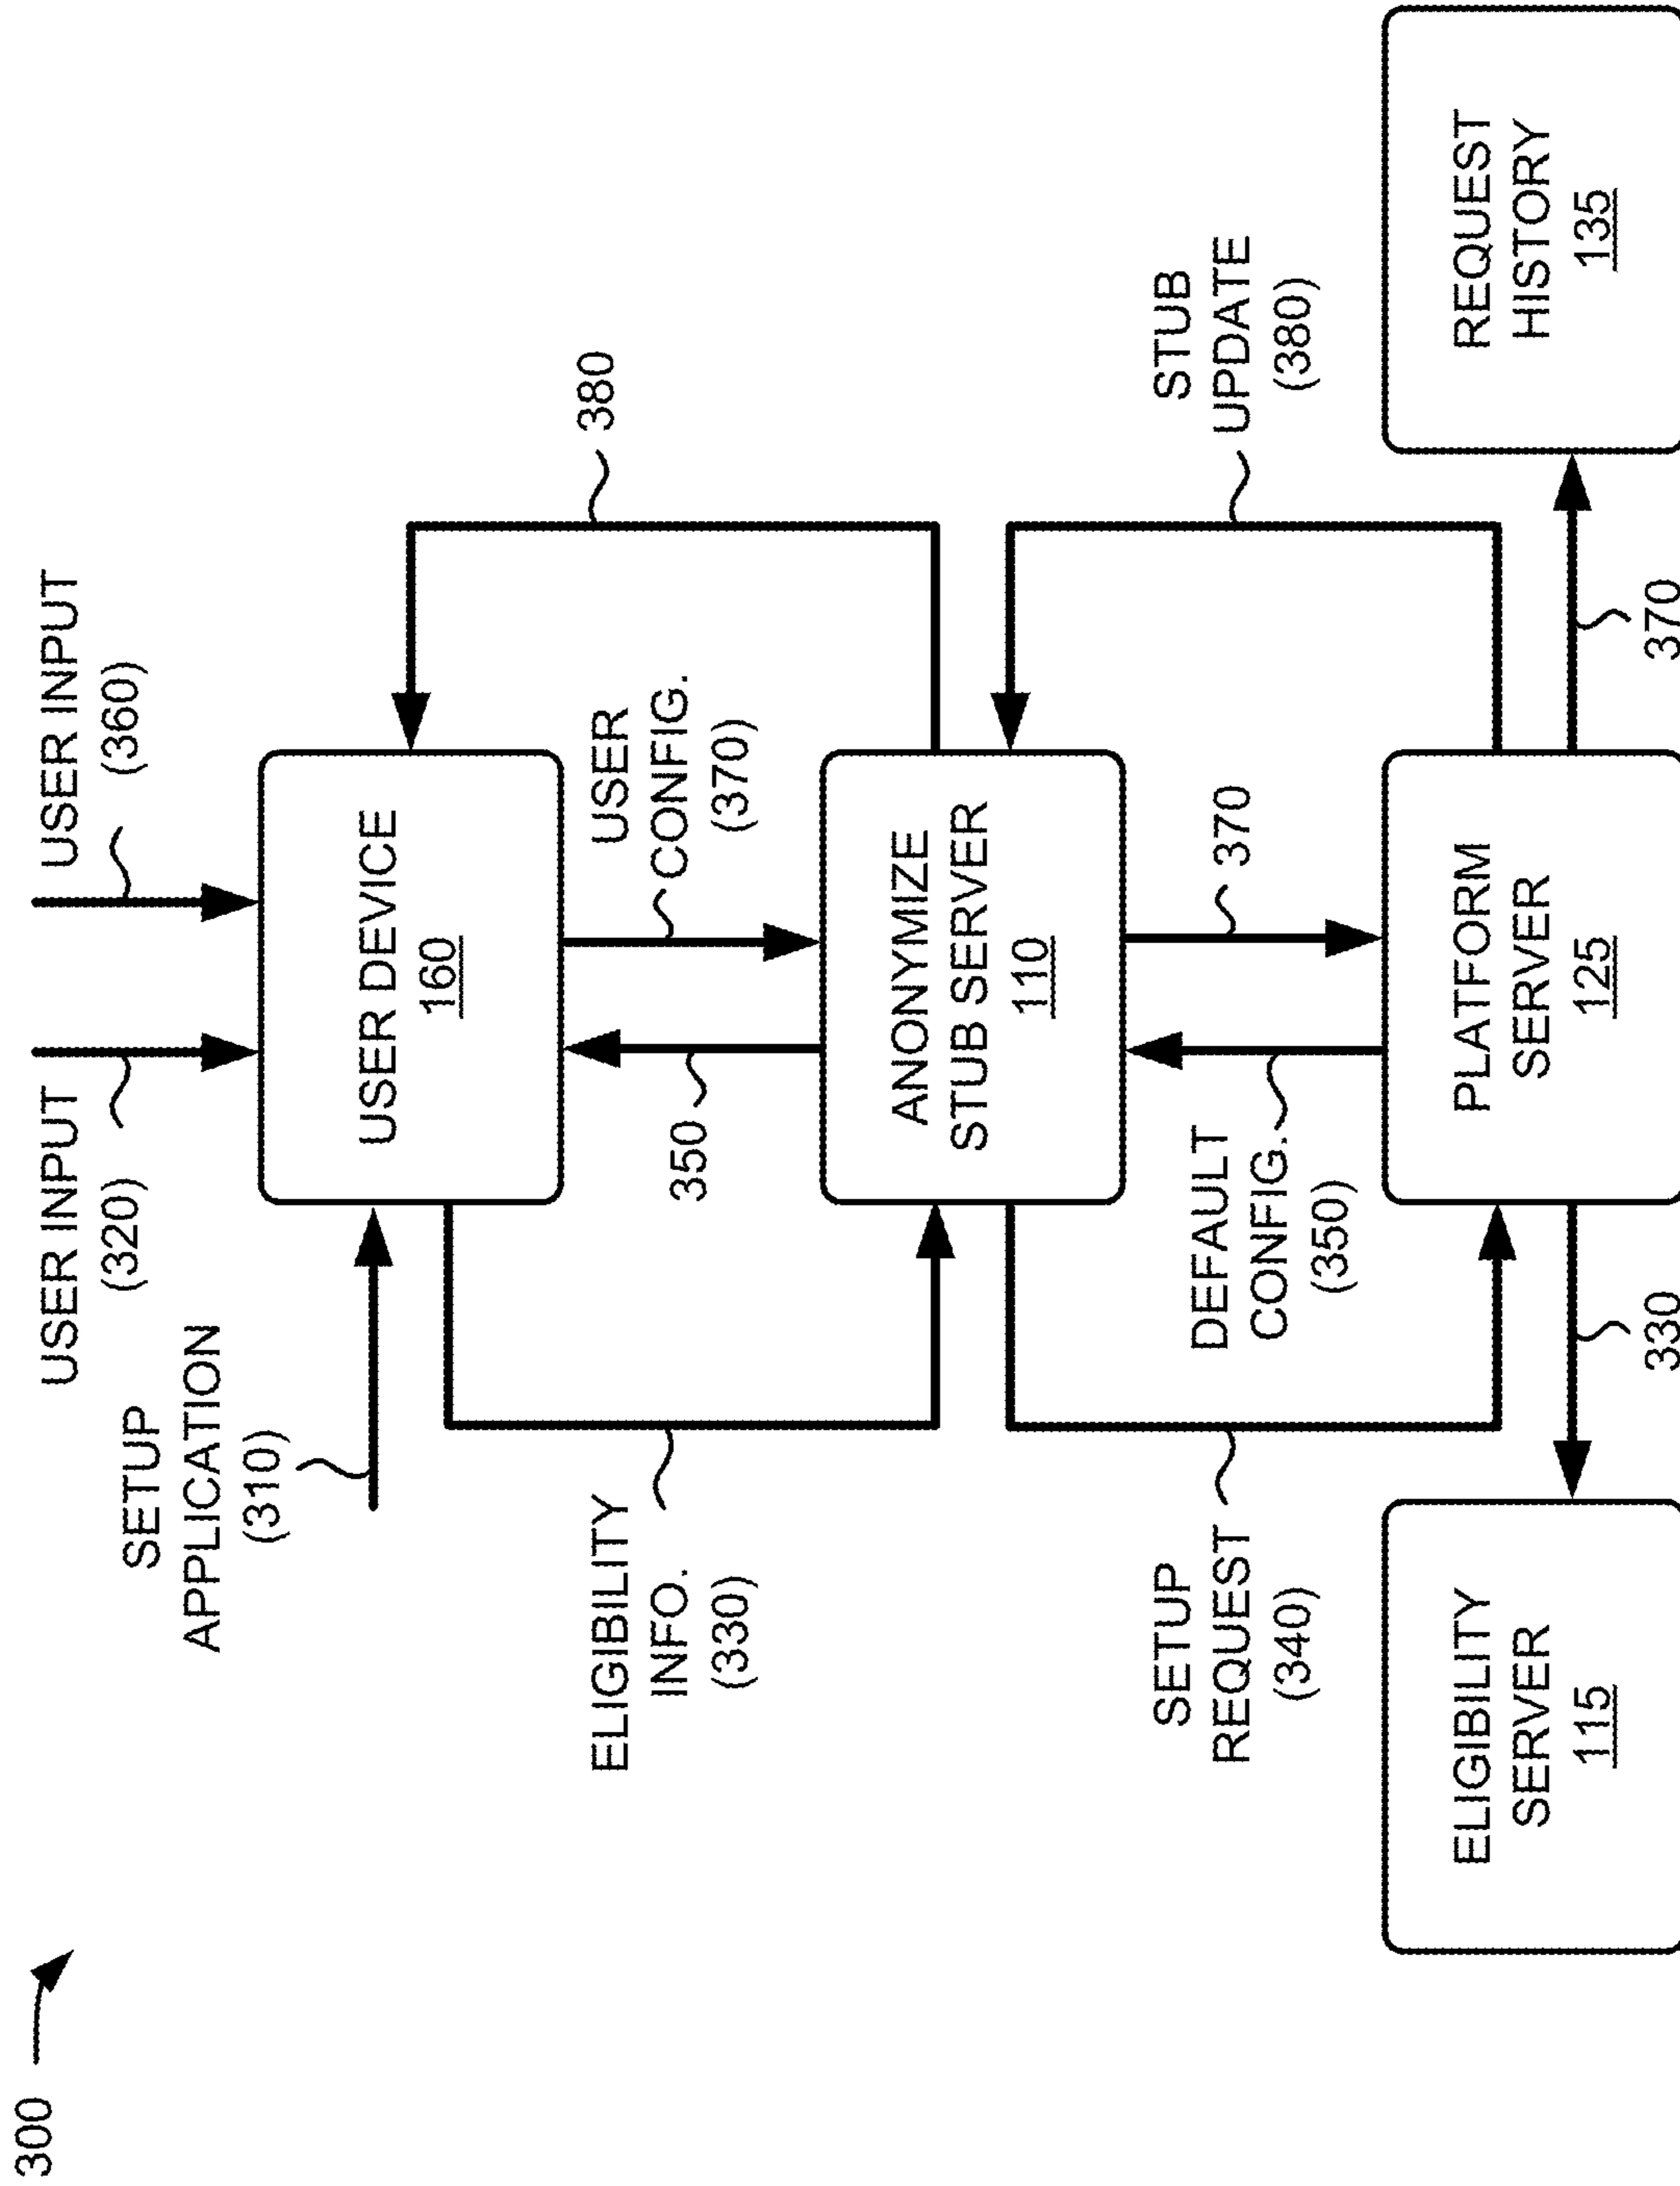 300
USER INPUT
(320)
USER INPUT
(360)
SETUP
APPLICATION
(310)
USER DEVICE
160
380
ELIGIBILITY
INFO.
(330)
350
USER
CONFIG.
(370)
ANONYMIZE
STUB SERVER
110
SETUP
REQUEST
(340)
DEFAULT
CONFIG.
(350)
370
STUB
UPDATE
(380)
ELIGIBILITY
SERVER
115
330
PLATFORM
SERVER
125
370
REQUEST
HISTORY
135